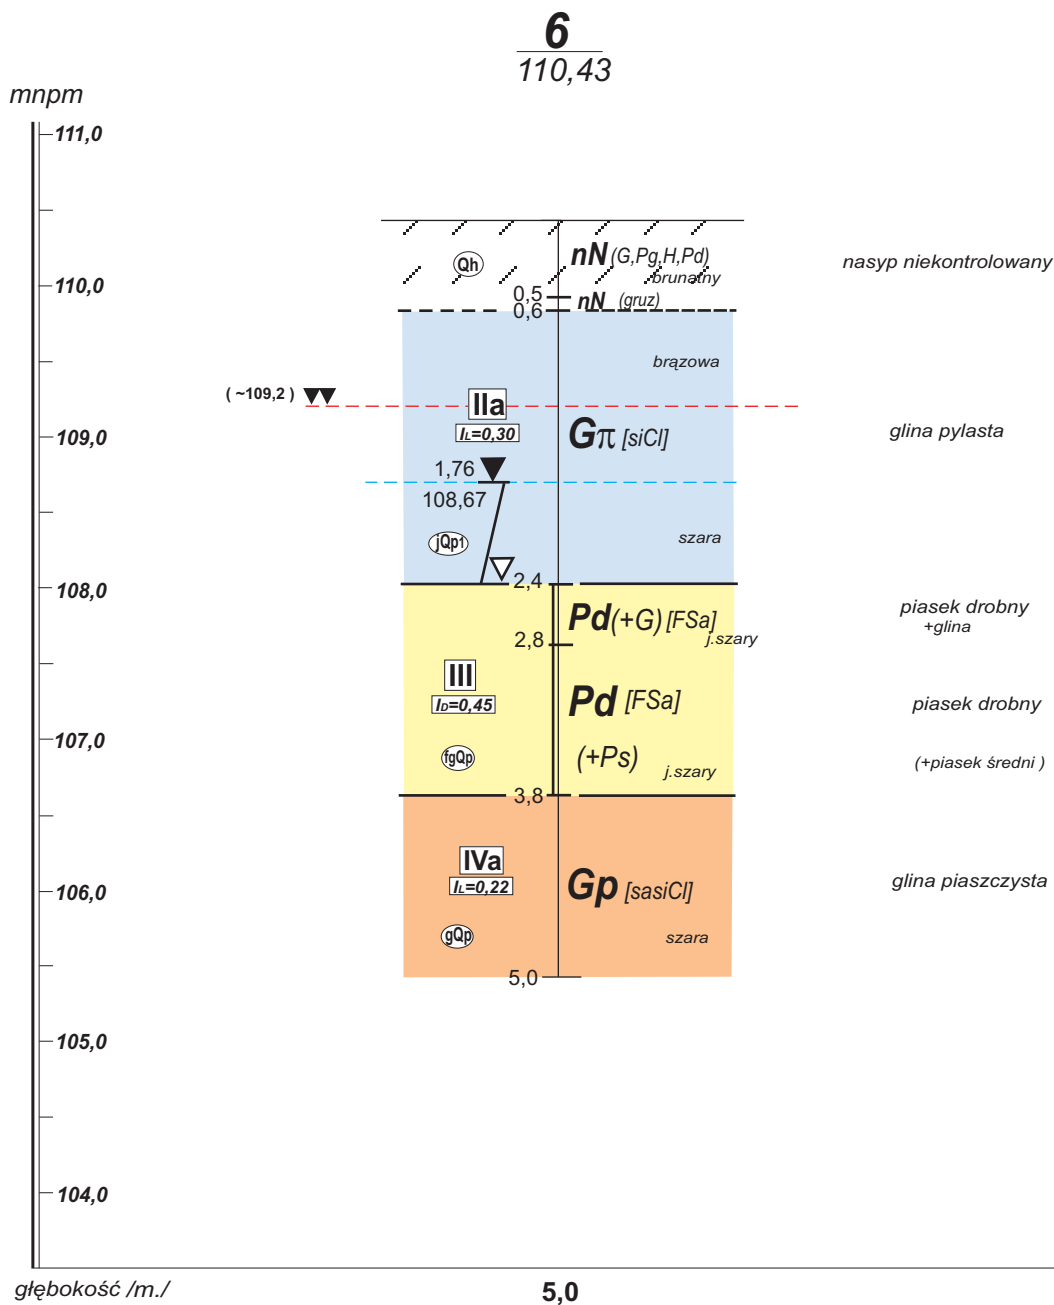 6
110,43
mnpm
111,0
nN (G,Pg,H,Pd)
Qh
nasyp niekontrolowany
brunatny
110,0
0,5
nN (gruz)
0,6
brązowa
( ~109,2 )
IIa
109,0
IL=0,30
Gπ [siCl]
glina pylasta
1,76
108,67
jQp1
szara
108,0
2,4
piasek drobny
+glina
Pd(+G) [FSa]
j.szary
2,8
III
ID=0,45
Pd [FSa]
piasek drobny
107,0
fgQp
(+Ps)
(+piasek średni )
j.szary
3,8
IVa
IL=0,22
106,0
Gp [sasiCl]
glina piaszczysta
gQp
szara
5,0
105,0
104,0
głębokość /m./
5,0